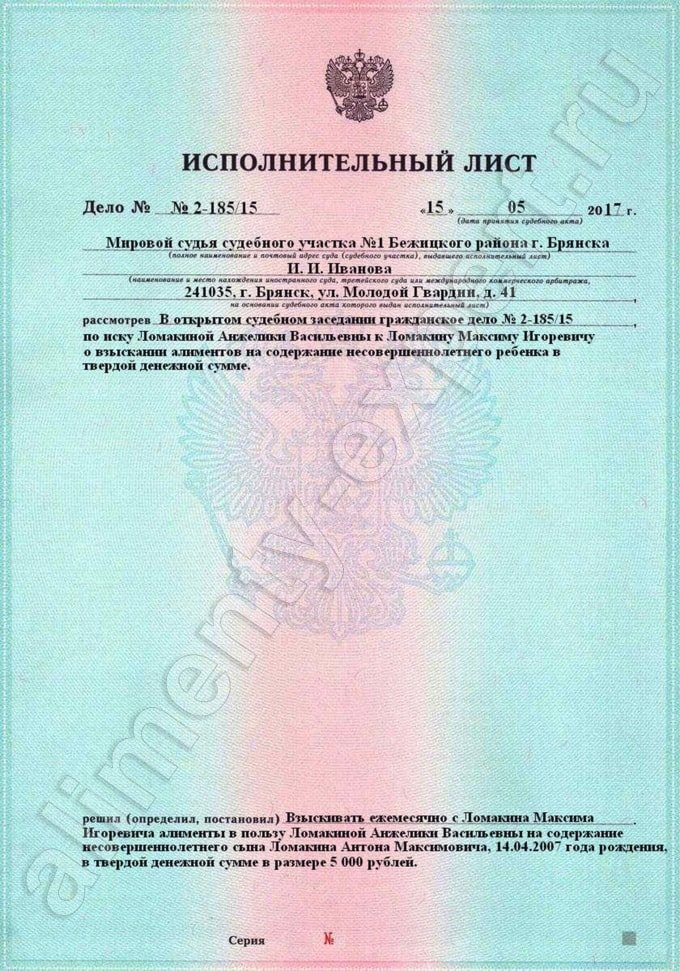 ИСПОЛНИТЕЛЬНЫЙ ЛИСТ
Дело № № 2-185/15 «15 » 05 2017 г.
(дата принятия судебного акта)
Мировой судья судебного участка №1 Бежицкого района г. Брянска
(полное наименование и почтовый адрес суда (судебного участка), выдавшего исполнительный лист)
И. И. Иванова
(наименование и место нахождения иностранного суда, третейского суда или международного коммерческого арбитража,
241035, г. Брянск, ул. Молодой Гвардии, д. 41
на основании судебного акта которого выдан исполнительный лист)
рассмотрев В открытом судебном заседании гражданское дело № 2-185/15 ,
по иску Ломакиной Анжелики Васильевны к Ломакину Максиму Игоревичу
о взыскании алиментов на содержание несовершеннолетнего ребенка в
твердой денежной сумме.
решил (определил, постановил) Взыскивать ежемесячно с Ломакина Максима .
Игоревича алименты в пользу Ломакиной Анжелики Васильевны на содержание
несовершеннолетнего сына Ломакина Антона Максимовича, 14.04.2007 года рождения,
в твердой денежной сумме в размере 5 000 рублей.
Серия №
alimenty-expert.ru